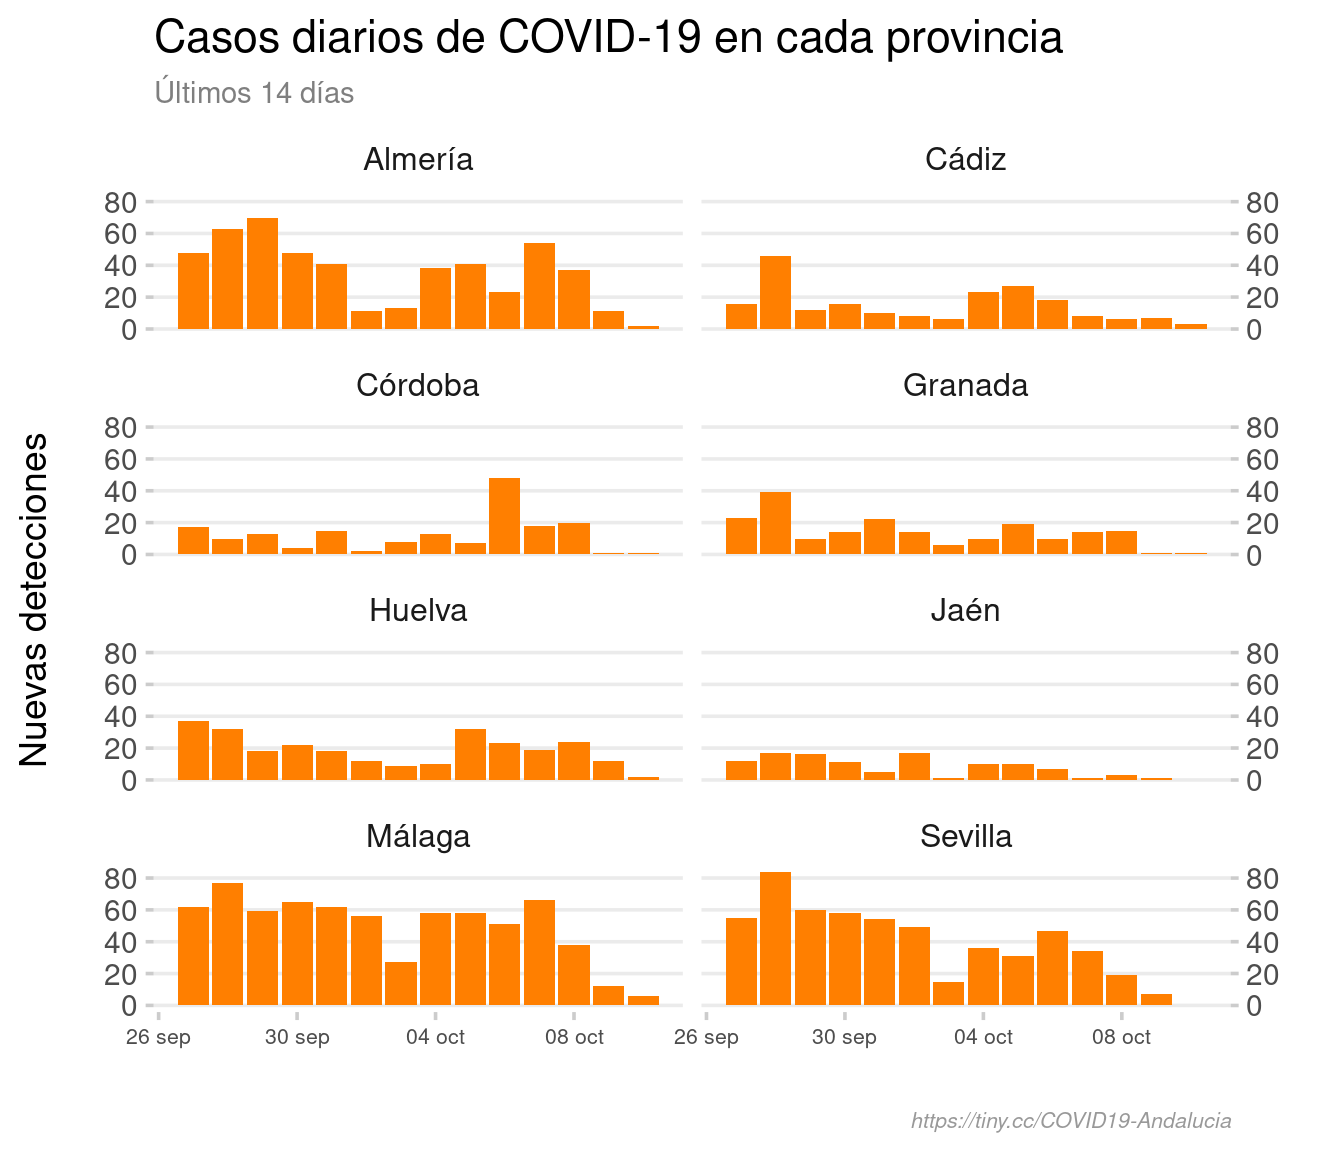 Casos diarios de COVID-19 en cada provincia
Últimos 14 días
Nuevas detecciones
Almería
Cádiz
80
60
40
20
0
80
60
40
20
0
Córdoba
Granada
80
60
40
20
0
80
60
40
20
0
Huelva
Jaén
80
60
40
20
0
80
60
40
20
0
Málaga
Sevilla
80
60
40
20
0
80
60
40
20
0
26 sep 30 sep 04 oct 08 oct
26 sep 30 sep 04 oct 08 oct
https://tiny.cc/COVID19-Andalucia